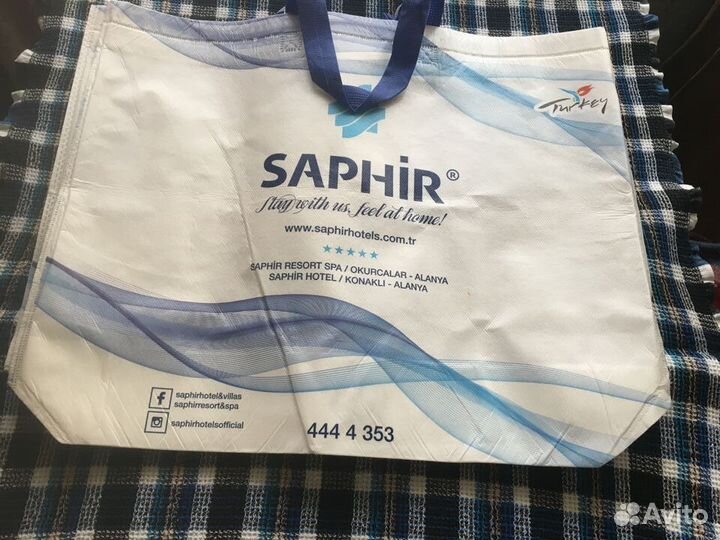 Turkey
SAPHİR®
Stay with us, feel at home!
www.saphirhotels.com.tr
SAPHİR RESORT SPA / OKURCALAR - ALANYA
SAPHİR HOTEL / KONAKLI - ALANYA
saphirhotel&villas
saphirresort&spa
saphirhotelsofficial
444 4 353
Avito